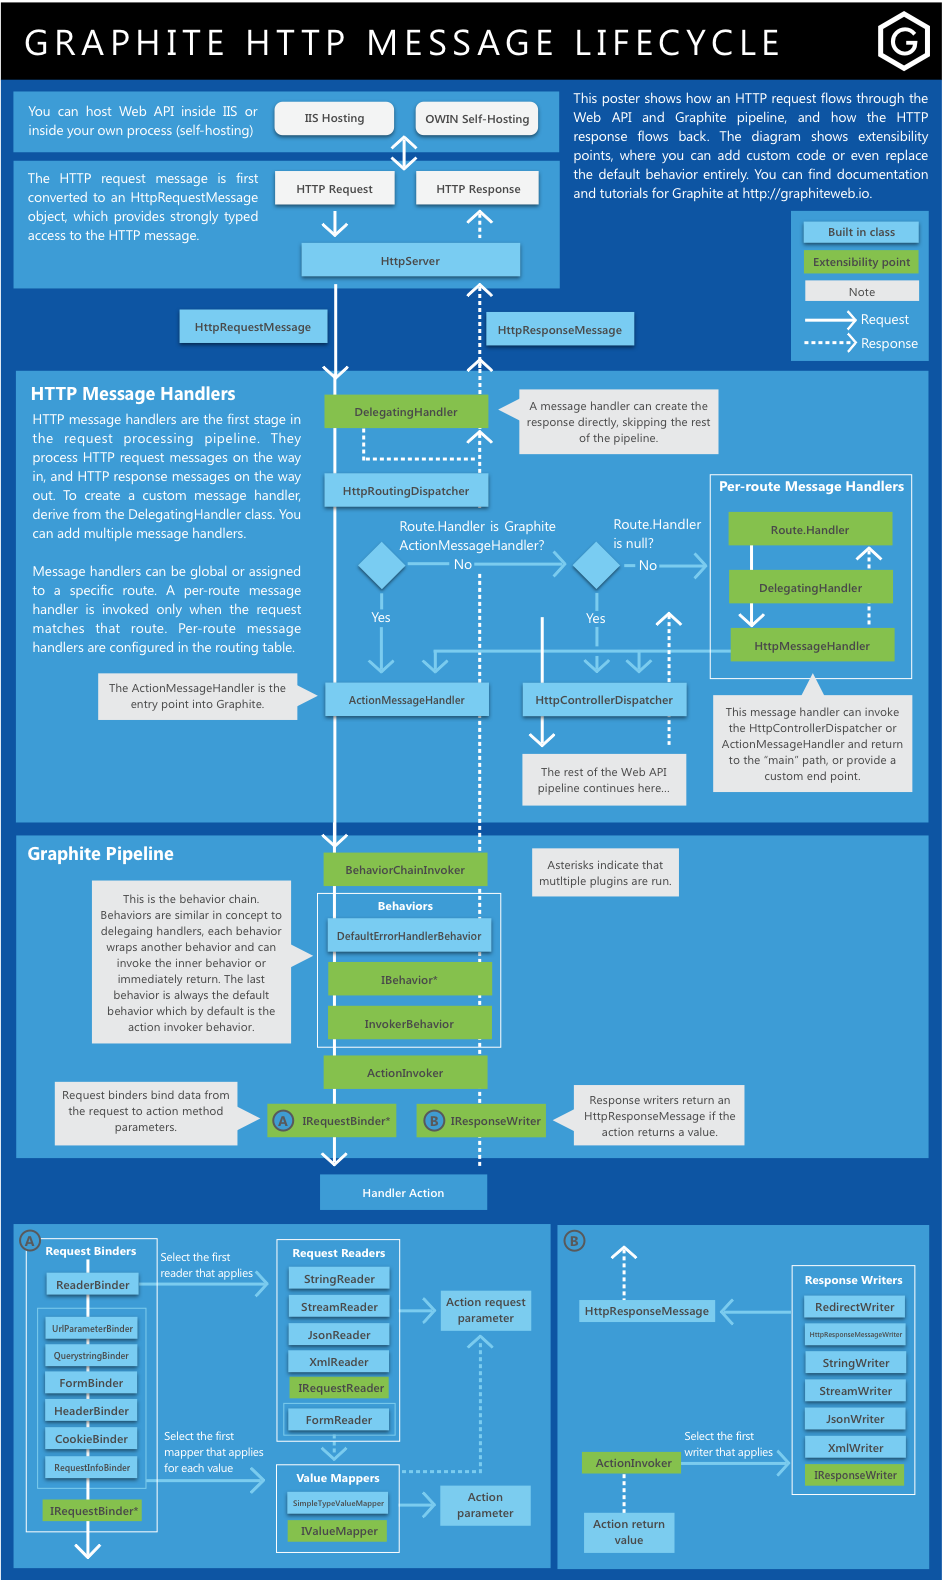 GRAPHITE HTTP MESSAGE LIFECYCLE
G
You can host Web API inside IIS or
inside your own process (self-hosting)
IIS Hosting
OWIN Self-Hosting
This poster shows how an HTTP request flows through the
Web API and Graphite pipeline, and how the HTTP
response flows back. The diagram shows extensibility
points, where you can add custom code or even replace
the default behavior entirely. You can find documentation
and tutorials for Graphite at http://graphiteweb.io.
The HTTP request message is first
converted to an HttpRequestMessage
object, which provides strongly typed
access to the HTTP message.
HTTP Request
HTTP Response
HttpServer
Built in class
Extensibility point
Note
Request
Response
HttpRequestMessage
HttpResponseMessage
HTTP Message Handlers
HTTP message handlers are the first stage in
the request processing pipeline. They
process HTTP request messages on the way
in, and HTTP response messages on the way
out. To create a custom message handler,
derive from the DelegatingHandler class. You
can add multiple message handlers.
Message handlers can be global or assigned
to a specific route. A per-route message
handler is invoked only when the request
matches that route. Per-route message
handlers are configured in the routing table.
DelegatingHandler
A message handler can create the
response directly, skipping the rest
of the pipeline.
HttpRoutingDispatcher
Route.Handler is Graphite
ActionMessageHandler?
No
Yes
Route.Handler
is null?
No
Yes
Per-route Message Handlers
Route.Handler
DelegatingHandler
HttpMessageHandler
The ActionMessageHandler is the
entry point into Graphite.
ActionMessageHandler
HttpControllerDispatcher
The rest of the Web API
pipeline continues here...
This message handler can invoke
the HttpControllerDispatcher or
ActionMessageHandler and return
to the "main" path, or provide a
custom end point.
Graphite Pipeline
BehaviorChainInvoker
Asterisks indicate that
mutltiple plugins are run.
This is the behavior chain.
Behaviors are similar in concept to
delegaing handlers, each behavior
wraps another behavior and can
invoke the inner behavior or
immediately return. The last
behavior is always the default
behavior which by default is the
action invoker behavior.
Behaviors
DefaultErrorHandlerBehavior
IBehavior*
InvokerBehavior
ActionInvoker
Request binders bind data from
the request to action method
parameters.
A IRequestBinder*
B IResponseWriter
Response writers return an
HttpResponseMessage if the
action returns a value.
Handler Action
A
Request Binders
ReaderBinder
UrlParameterBinder
QuerystringBinder
FormBinder
HeaderBinder
CookieBinder
RequestInfoBinder
IRequestBinder*
Select the first
reader that applies
Select the first
mapper that applies
for each value
Request Readers
StringReader
StreamReader
JsonReader
XmlReader
IRequestReader
FormReader
Value Mappers
SimpleTypeValueMapper
IValueMapper
Action request
parameter
Action
parameter
B
HttpResponseMessage
ActionInvoker
Action return
value
Select the first
writer that applies
Response Writers
RedirectWriter
HttpResponseMessageWriter
StringWriter
StreamWriter
JsonWriter
XmlWriter
IResponseWriter